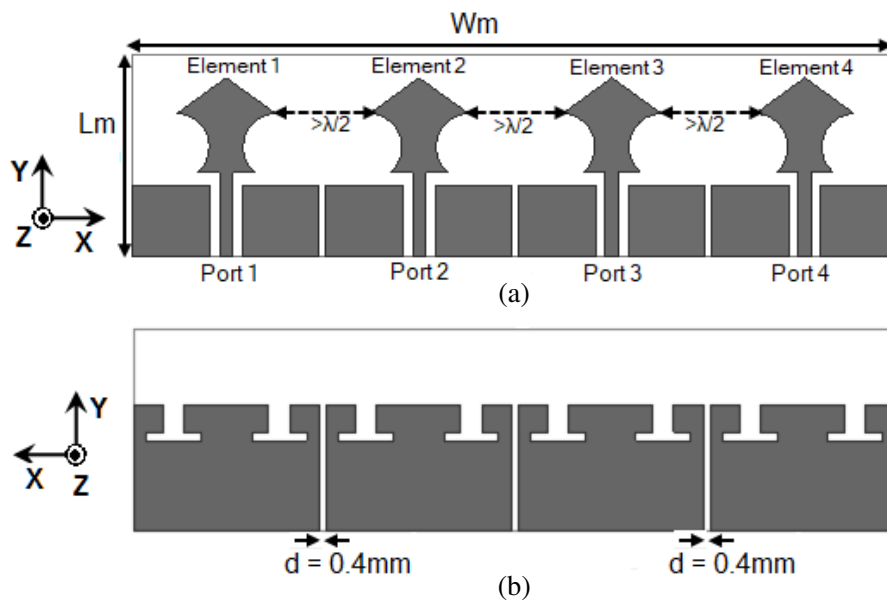 Wm
Element 1 Element 2 Element 3 Element 4
Lm
>λ/2 >λ/2 >λ/2
Y
Z X
Port 1 Port 2 Port 3 Port 4
(a)
Y
X Z
d = 0.4mm d = 0.4mm
(b)